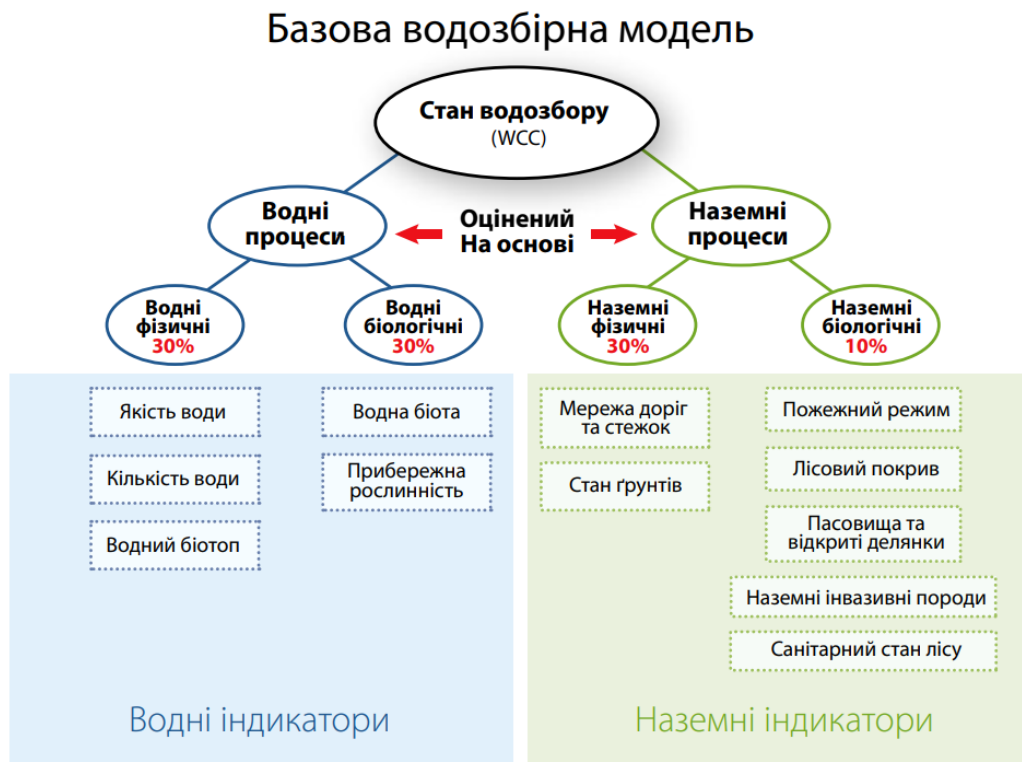 Базова водозбірна модель
Стан водозбору
(WCC)
Водні
процеси
Оцінений
На основі
Наземні
процеси
Водні
фізичні
30%
Водні
біологічні
30%
Наземні
фізичні
30%
Наземні
біологічні
10%
Якість води
Кількість води
Водний біотоп
Водна біота
Прибережна
рослинність
Мережа доріг
та стежок
Стан ґрунтів
Пожежний режим
Лісовий покрив
Пасовища та
відкриті делянки
Наземні інвазивні породи
Санітарний стан лісу
Водні індикатори
Наземні індикатори